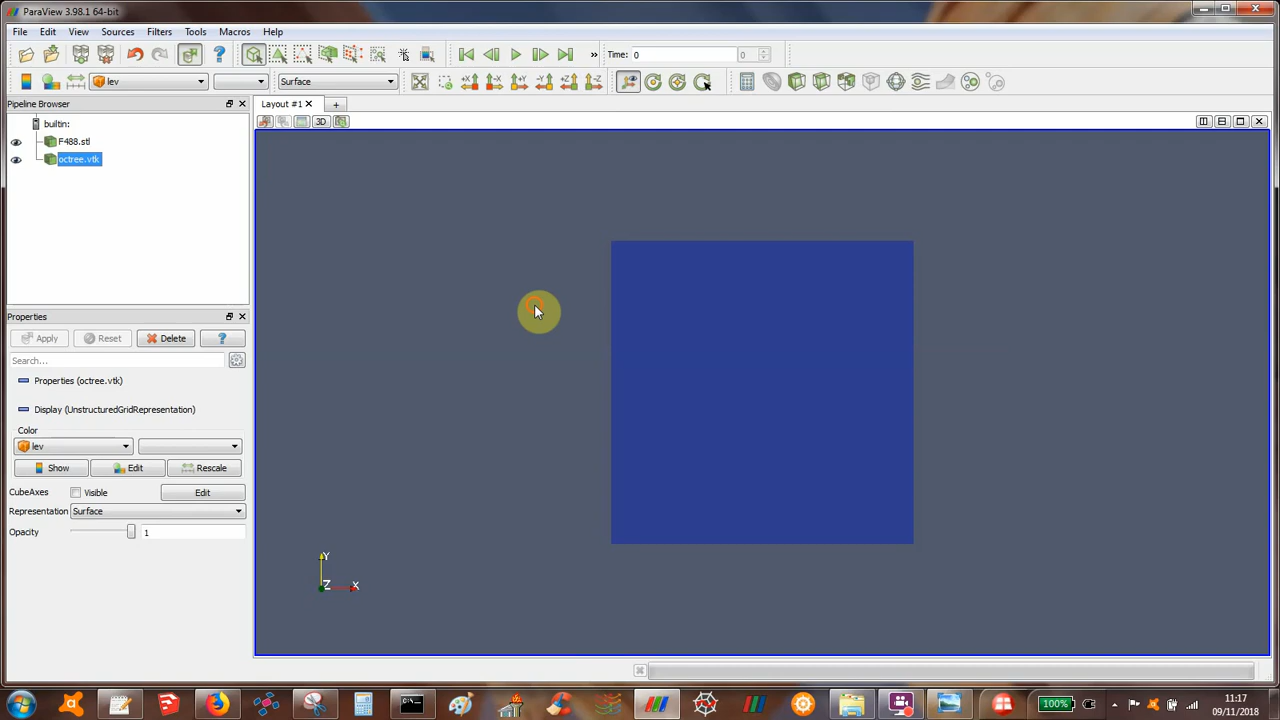 ParaView 3.98.1 64-bit
File Edit View Sources Filters Tools Macros Help
Time: 0 0
lev Surface
Pipeline Browser
Layout #1
builtin:
3D
F488.stl
octree.vtk
Properties
Apply Reset Delete ?
Search...
Properties (octree.vtk)
Display (UnstructuredGridRepresentation)
Color
lev
Show Edit Rescale
CubeAxes Visible Edit
Representation Surface
Opacity 1
Y
Z X
100%
11:17
09/11/2018